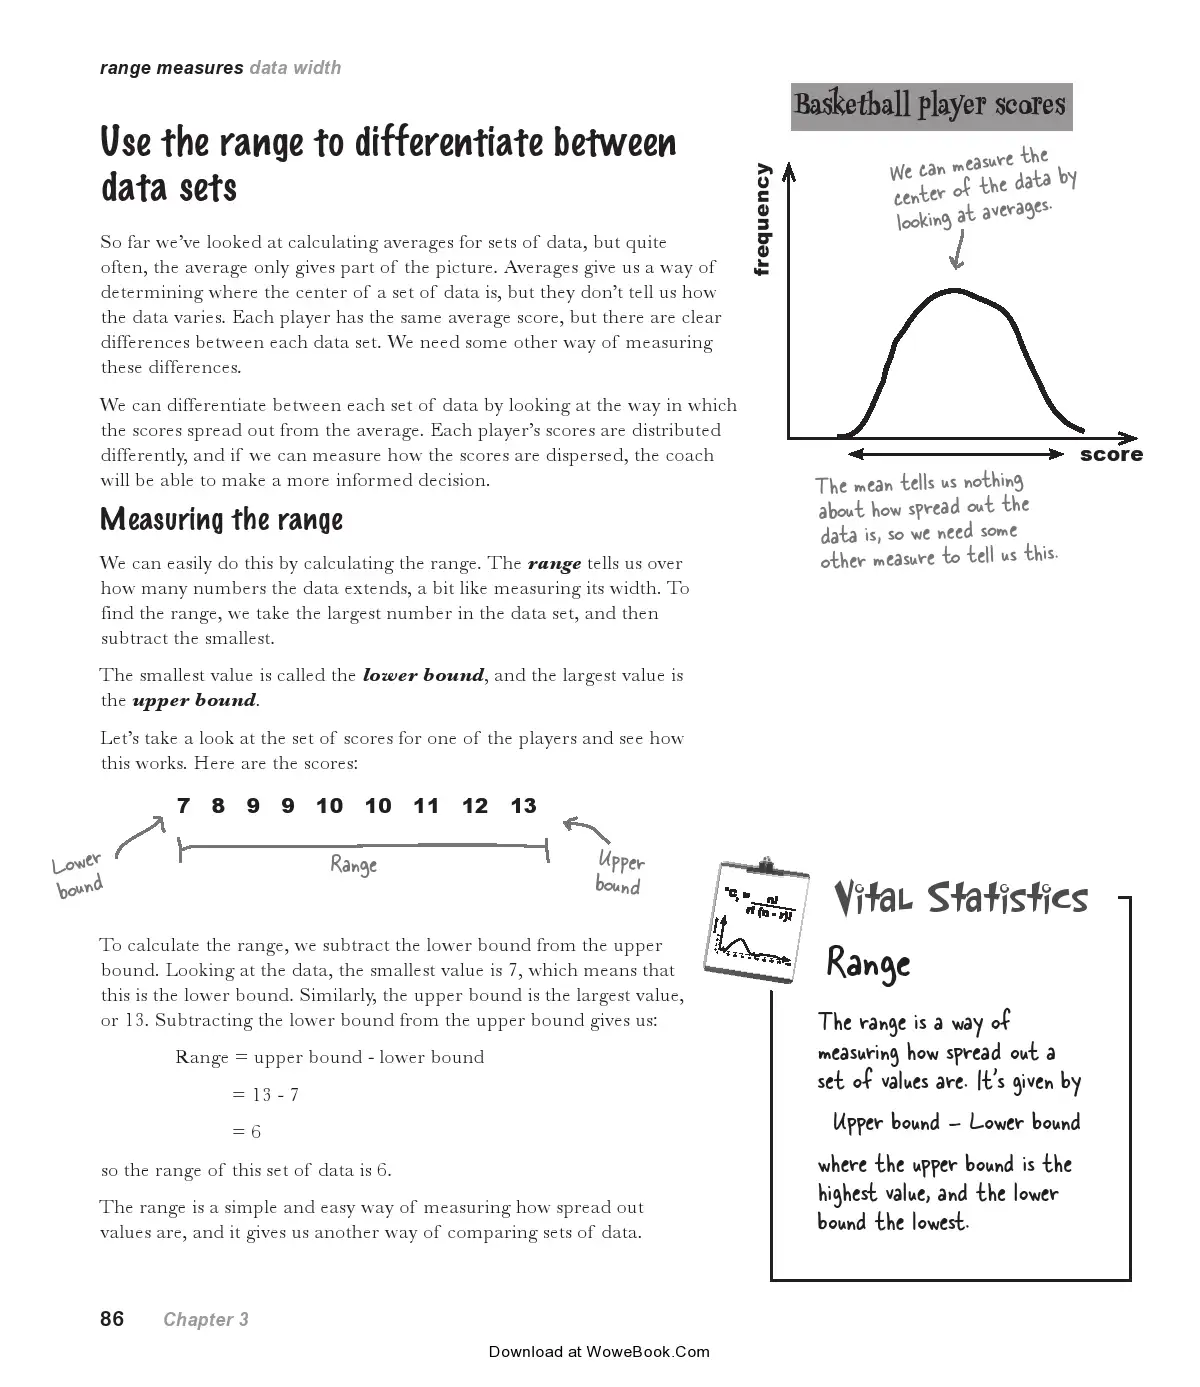 range measures data width
Use the range to differentiate between
data sets
So far we've looked at calculating averages for sets of data, but quite
often, the average only gives part of the picture. Averages give us a way of
determining where the center of a set of data is, but they don't tell us how
the data varies. Each player has the same average score, but there are clear
differences between each data set. We need some other way of measuring
these differences.
We can differentiate between each set of data by looking at the way in which
the scores spread out from the average. Each player's scores are distributed
differently, and if we can measure how the scores are dispersed, the coach
will be able to make a more informed decision.
Basketball player scores
We can measure the
center of the data by
looking at averages.
frequency
score
The mean tells us nothing
about how spread out the
data is, so we need some
other measure to tell us this.
Measuring the range
We can easily do this by calculating the range. The range tells us over
how many numbers the data extends, a bit like measuring its width. To
find the range, we take the largest number in the data set, and then
subtract the smallest.
The smallest value is called the lower bound, and the largest value is
the upper bound.
Let's take a look at the set of scores for one of the players and see how
this works. Here are the scores:
7 8 9 9 10 10 11 12 13
Lower
bound
Range
Upper
bound
To calculate the range, we subtract the lower bound from the upper
bound. Looking at the data, the smallest value is 7, which means that
this is the lower bound. Similarly, the upper bound is the largest value,
or 13. Subtracting the lower bound from the upper bound gives us:
Range = upper bound - lower bound
= 13 - 7
= 6
so the range of this set of data is 6.
The range is a simple and easy way of measuring how spread out
values are, and it gives us another way of comparing sets of data.
ⁿCᵣ = n!
r! (n - r)!
Vital Statistics
Range
The range is a way of
measuring how spread out a
set of values are. It's given by
Upper bound – Lower bound
where the upper bound is the
highest value, and the lower
bound the lowest.
86 Chapter 3
Download at WoweBook.Com